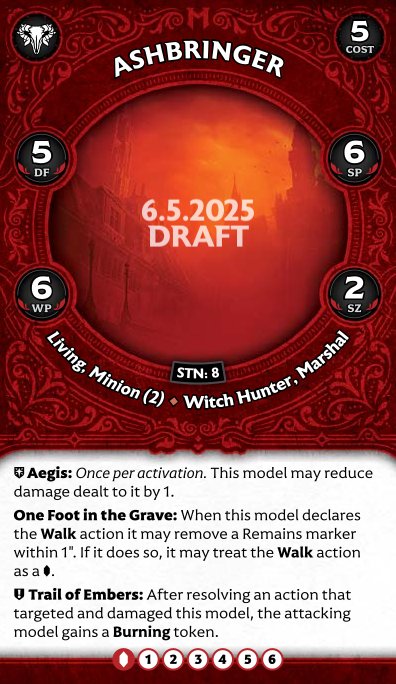 5
COST
ASHBRINGER
5
DF
6
SP
6.5.2025
DRAFT
6
WP
2
SZ
STN: 8
Living, Minion (2) ◆ Witch Hunter, Marshal
Aegis: Once per activation. This model may reduce
damage dealt to it by 1.
One Foot in the Grave: When this model declares
the Walk action it may remove a Remains marker
within 1". If it does so, it may treat the Walk action
as a .
Trail of Embers: After resolving an action that
targeted and damaged this model, the attacking
model gains a Burning token.
1 2 3 4 5 6